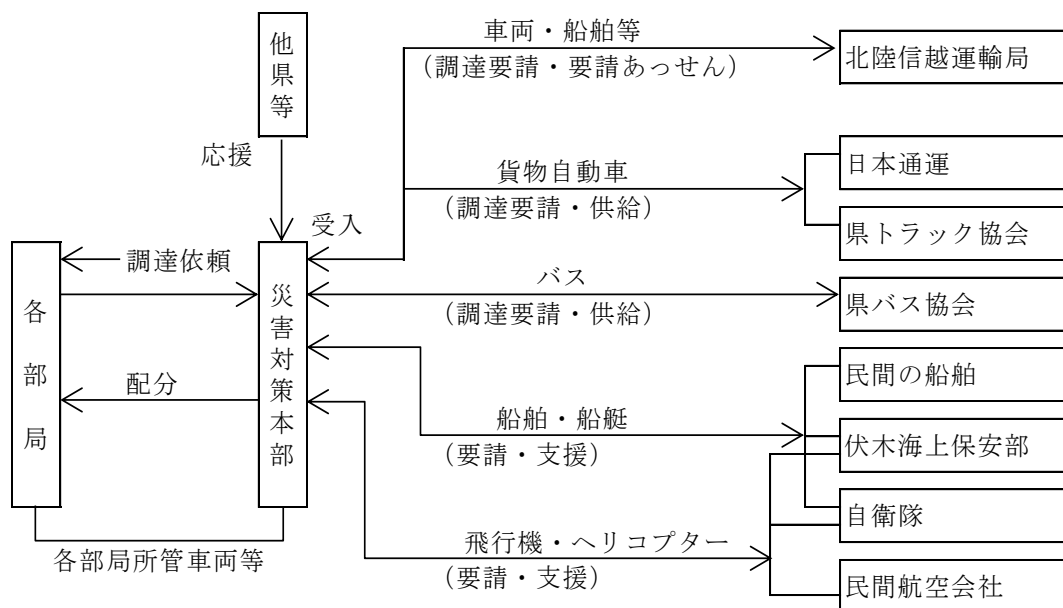 他県等
応援
受入
車両・船舶等
(調達要請・要請あっせん)
北陸信越運輸局
貨物自動車
(調達要請・供給)
日本通運
県トラック協会
調達依頼
各部局
災害対策本部
配分
バス
(調達要請・供給)
県バス協会
船舶・船艇
(要請・支援)
民間の船舶
伏木海上保安部
自衛隊
飛行機・ヘリコプター
(要請・支援)
民間航空会社
各部局所管車両等